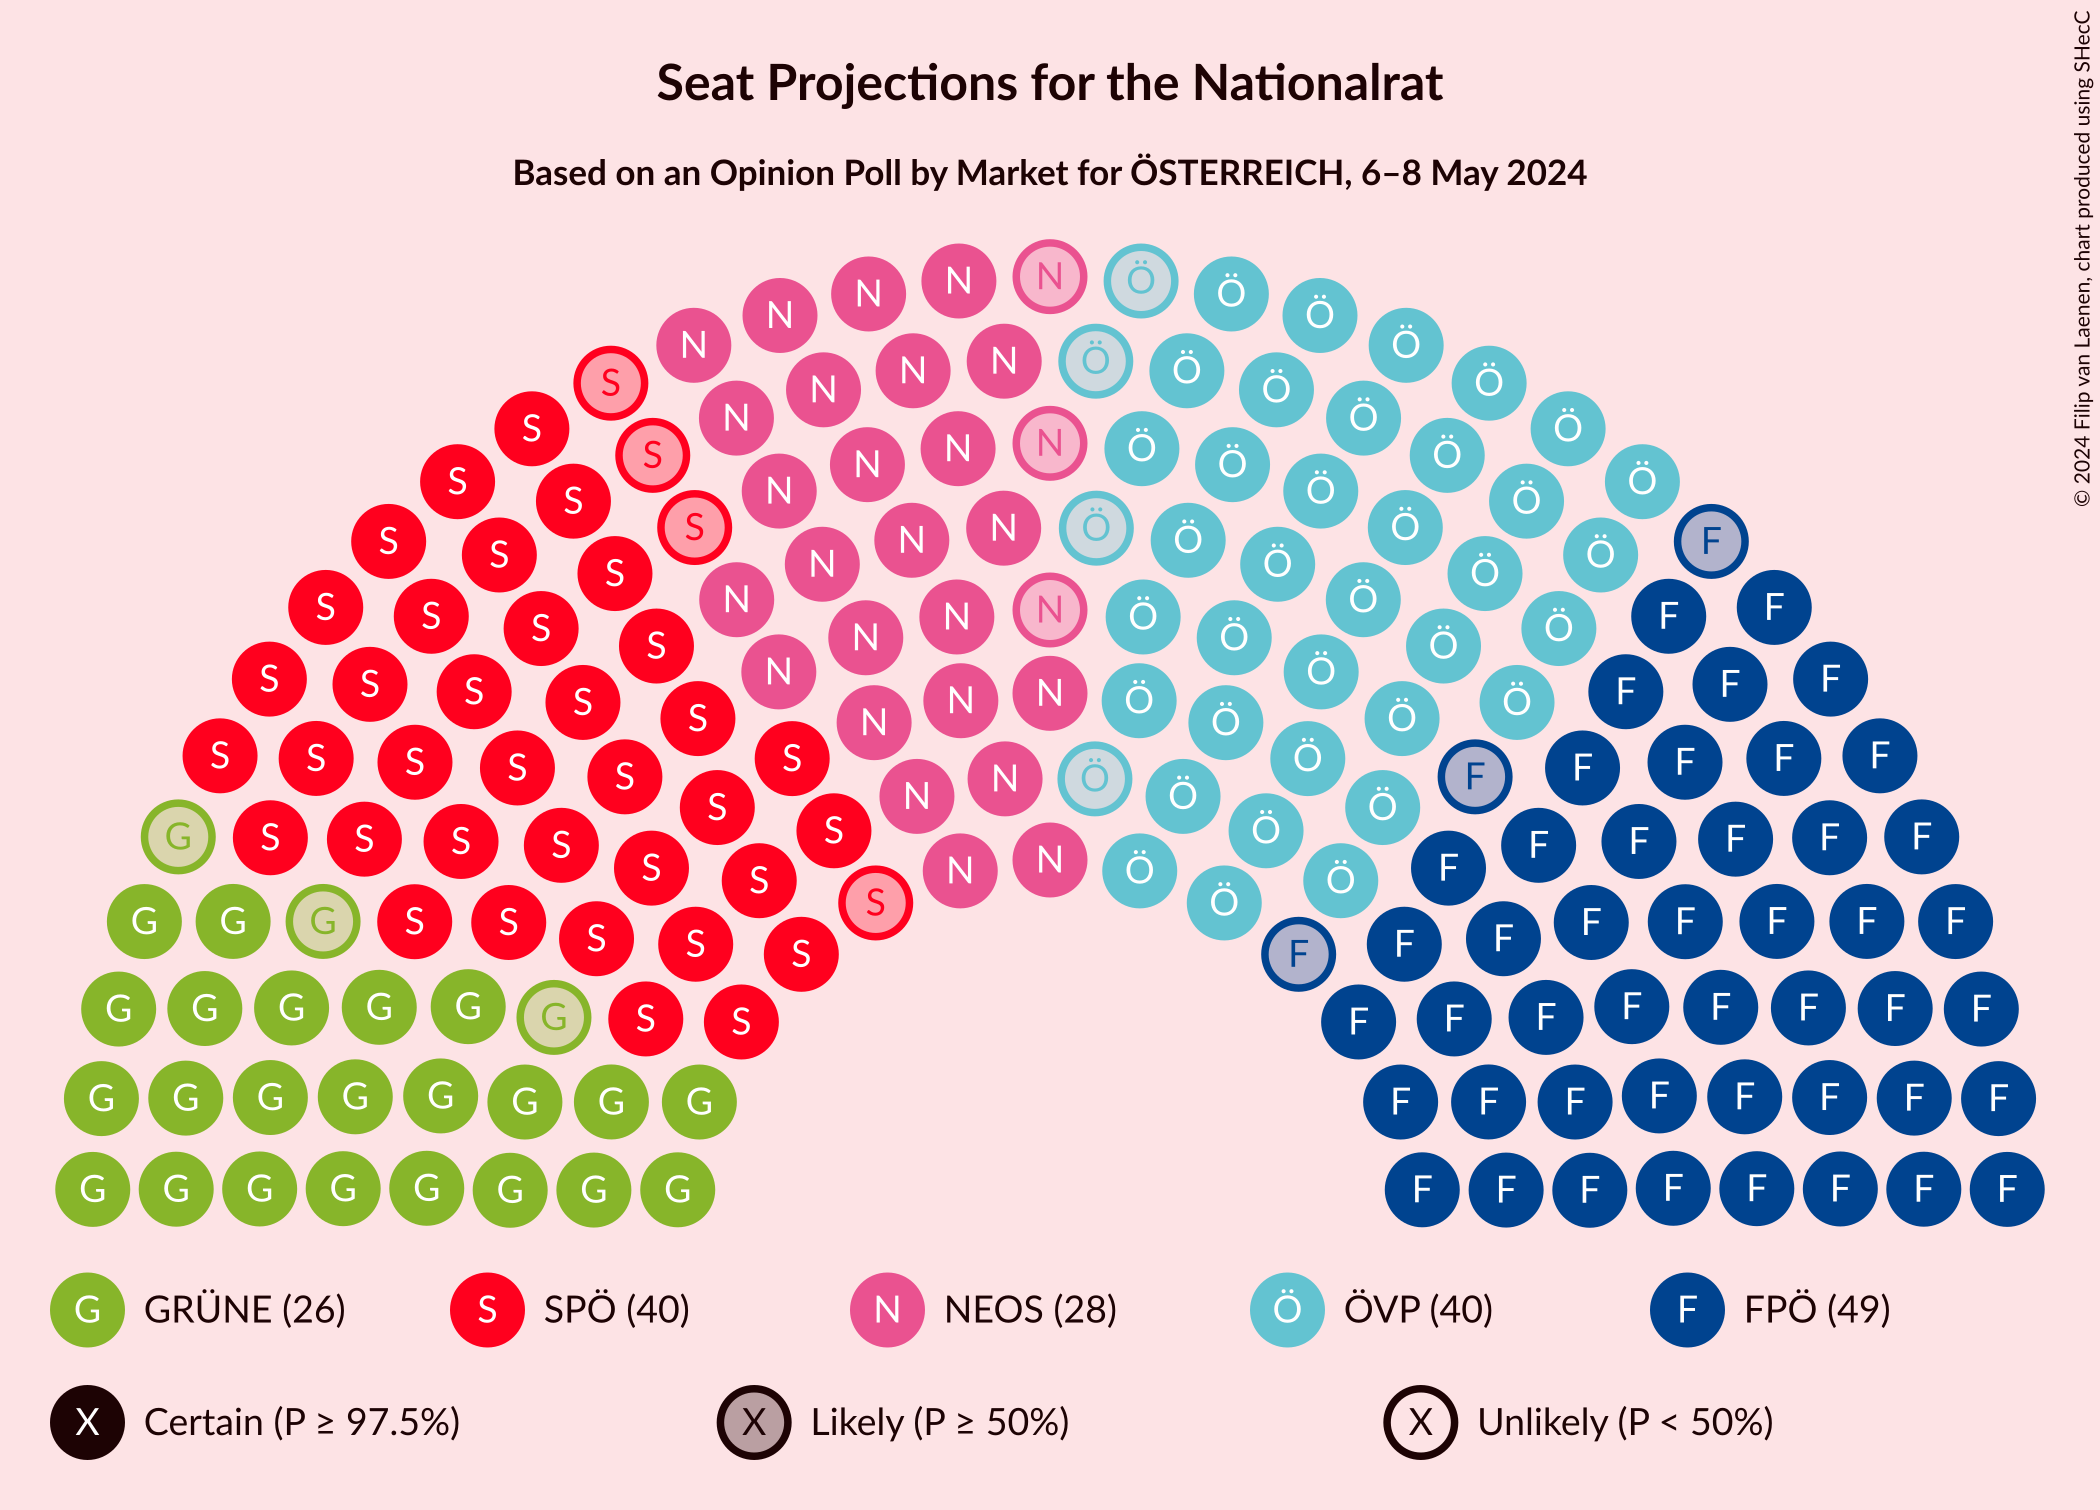 Seat Projections for the Nationalrat
Based on an Opinion Poll by Market for ÖSTERREICH, 6–8 May 2024
© 2024 Filip van Laenen, chart produced using SHecC
N N N N N Ö Ö Ö Ö
S N N N N Ö Ö Ö Ö Ö
S S N N N N Ö Ö Ö Ö Ö
S S S N N N N Ö Ö Ö Ö Ö Ö F
S S S N N N N Ö Ö Ö Ö Ö Ö
S S S S N N N N Ö Ö Ö Ö Ö F F
S S S S S N N N Ö Ö Ö Ö Ö F F F
S S S S S S N N Ö Ö Ö Ö F F F F F
G S S S S S S N N Ö Ö Ö F F F F F F
G G G S S S S S S Ö F F F F F F F F
G G G G G G S S F F F F F F F F
G G G G G G G G F F F F F F F F
G G G G G G G G F F F F F F F F
G GRÜNE (26) S SPÖ (40) N NEOS (28) Ö ÖVP (40) F FPÖ (49)
X Certain (P ≥ 97.5%) X Likely (P ≥ 50%) X Unlikely (P < 50%)